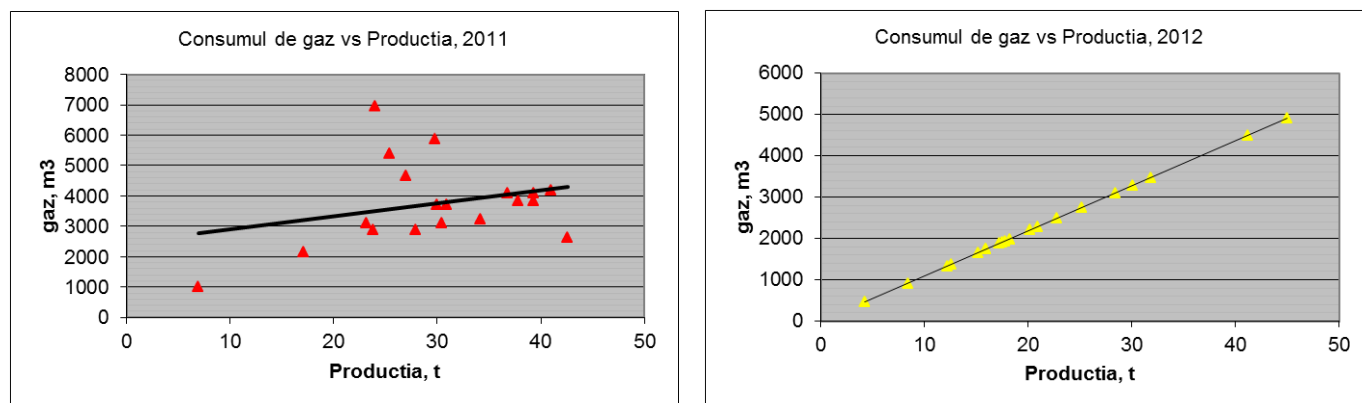 Consumul de gaz vs Productia, 2011
gaz, m3
8000
7000
6000
5000
4000
3000
2000
1000
0
0 10 20 30 40 50
Productia, t
Consumul de gaz vs Productia, 2012
gaz, m3
6000
5000
4000
3000
2000
1000
0
0 10 20 30 40 50
Productia, t